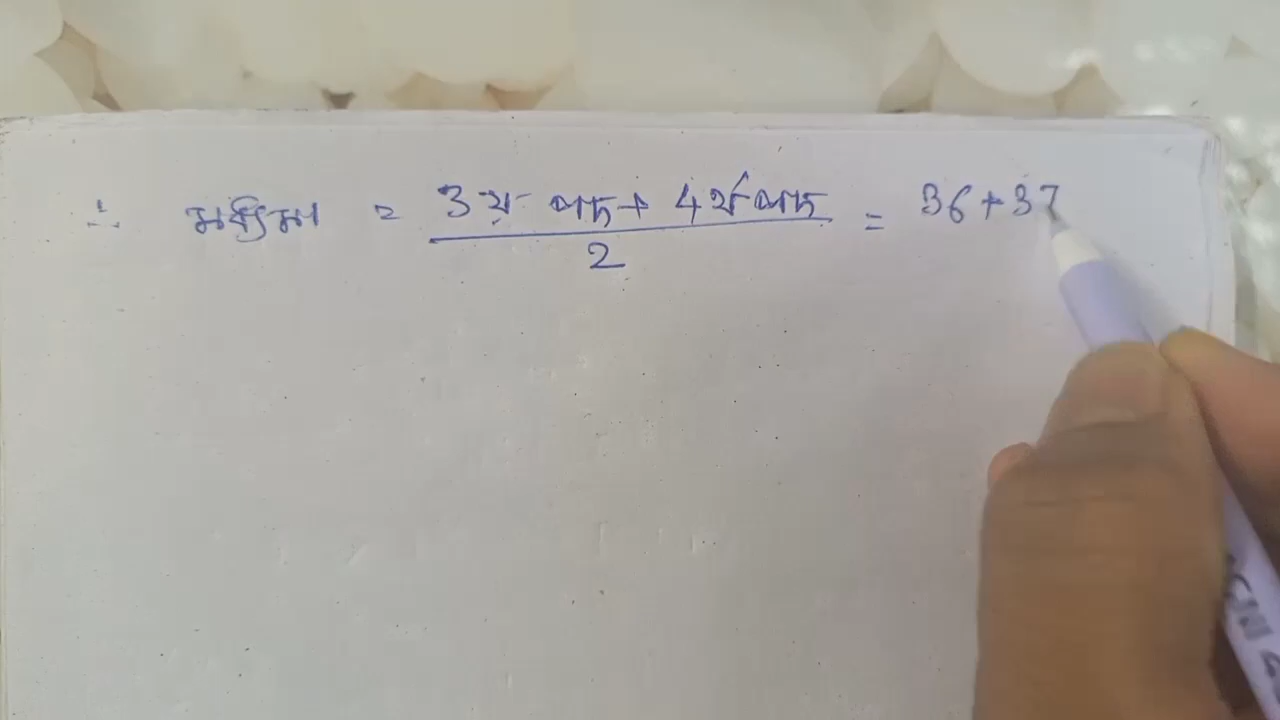 ∴ মধ্যমা = 3য় পদ + 4র্থ পদ / 2 = 36+37